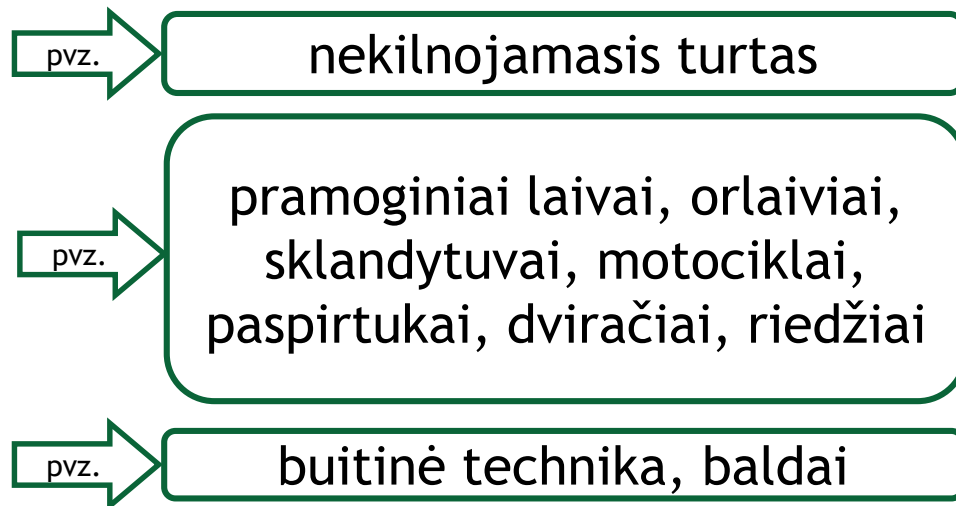 pvz.
nekilnojamasis turtas
pvz.
pramoginiai laivai, orlaiviai,
sklandytuvai, motociklai,
paspirtukai, dviračiai, riedžiai
pvz.
buitinė technika, baldai